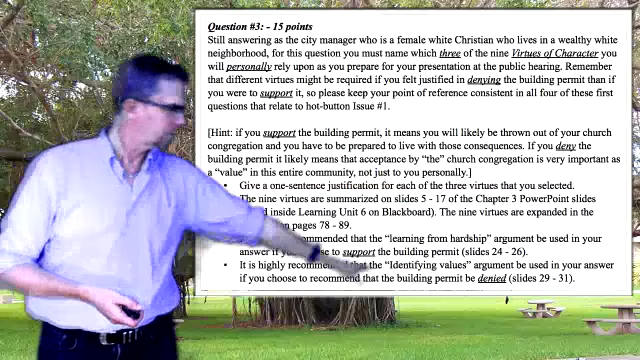 Question #3: - 15 points
Still answering as the city manager who is a female white Christian who lives in a wealthy white
neighborhood, for this question you must name which three of the nine Virtues of Character you
will personally rely upon as you prepare for your presentation at the public hearing. Remember
that different virtues might be required if you felt justified in denying the building permit than if
you were to support it, so please keep your point of reference consistent in all four of these first
questions that relate to hot-button Issue #1.
[Hint: if you support the building permit, it means you will likely be thrown out of your church
congregation and you have to be prepared to live with those consequences. If you deny the
building permit it likely means that acceptance by “the” church congregation is very important as
a “value” in this entire community, not just to you personally.]
• Give a one-sentence justification for each of the three virtues that you selected.
The nine virtues are summarized on slides 5 - 17 of the Chapter 3 PowerPoint slides
inside Learning Unit 6 on Blackboard). The nine virtues are expanded in the
on pages 78 - 89.
that the “learning from hardship” argument be used in your
answer if you choose to support the building permit (slides 24 - 26).
• It is highly recommended that the “Identifying values” argument be used in your answer
if you choose to recommend that the building permit be denied (slides 29 - 31).